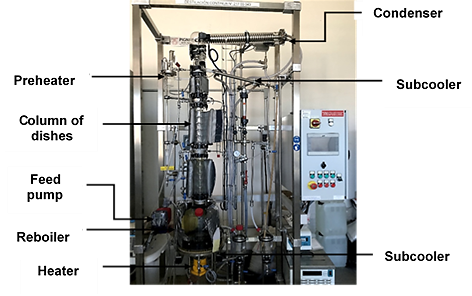 Condenser
Preheater
Subcooler
Column of
dishes
Feed
pump
Reboiler
Subcooler
Heater